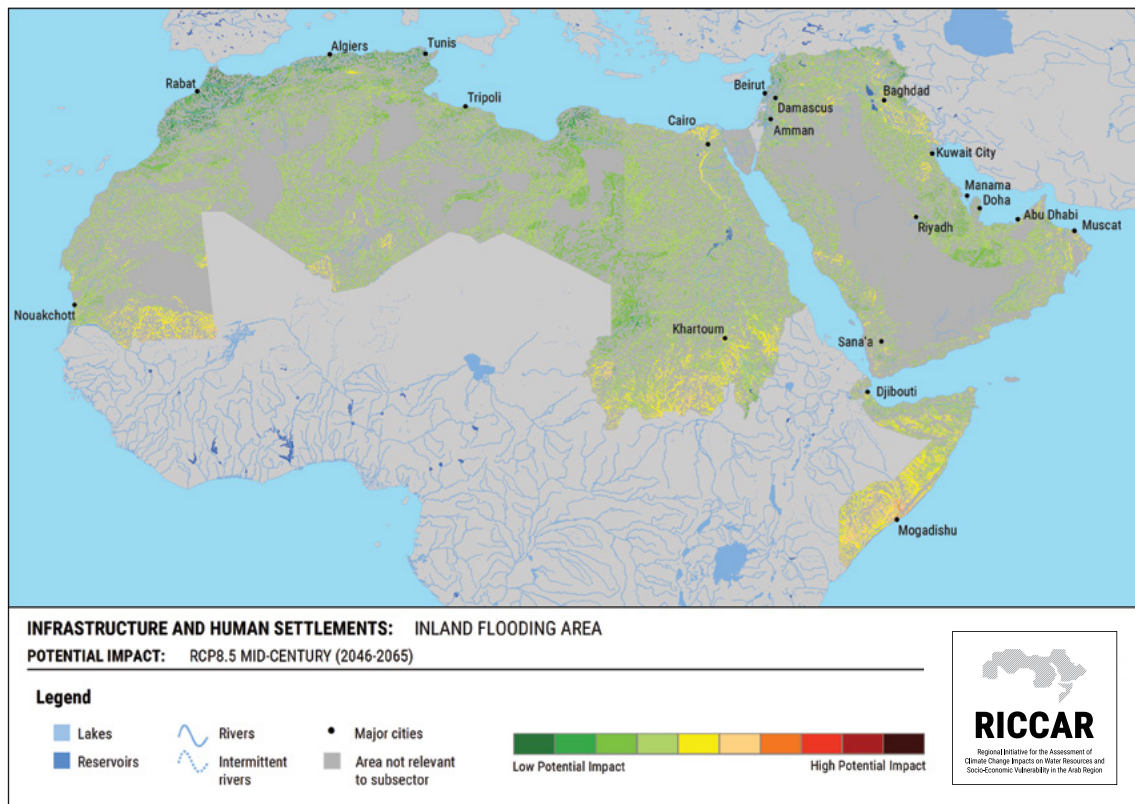 Algiers
Tunis
Rabat
Tripoli
Beirut
Damascus
Baghdad
Cairo
Amman
Kuwait City
Manama
Doha
Abu Dhabi
Riyadh
Muscat
Nouakchott
Khartoum
Sana'a
Djibouti
Mogadishu
INFRASTRUCTURE AND HUMAN SETTLEMENTS: INLAND FLOODING AREA
POTENTIAL IMPACT: RCP8.5 MID-CENTURY (2046-2065)
Legend
Lakes
Reservoirs
Rivers
Intermittent
rivers
Major cities
Area not relevant
to subsector
Low Potential Impact
High Potential Impact
RICCAR
Regional Initiative for the Assessment of
Climate Change Impacts on Water Resources and
Socio-Economic Vulnerability in the Arab Region